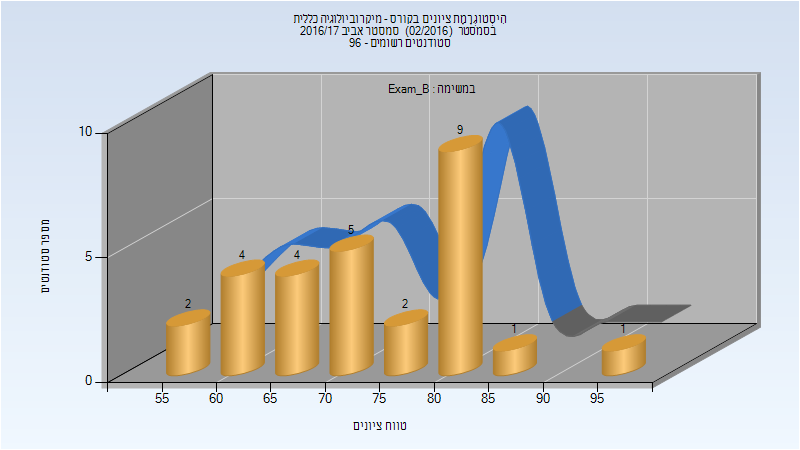 היסטוגרמת ציונים בקורס - מיקרוביולוגיה כללית
בסמסטר (02/2016) סמסטר אביב 2016/17
סטודנטים רשומים - 96
במשימה : Exam_B
מספר סטודנטים
10
5
0
2
4
4
5
2
9
1
1
55 60 65 70 75 80 85 90 95
טווח ציונים